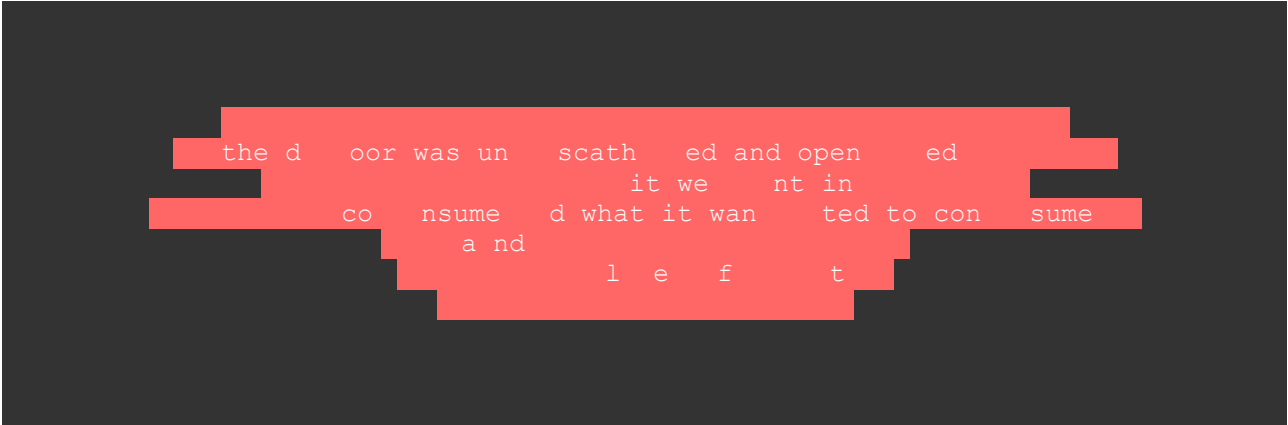 the d   oor was un   scath   ed and open    ed
it we    nt in
co   nsume   d what it wan    ted to con   sume
a nd
l  e   f      t